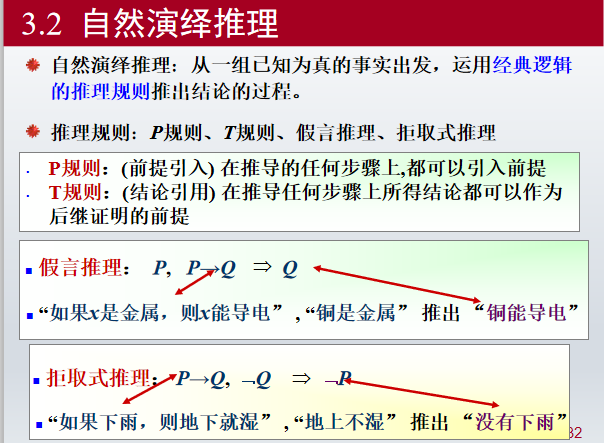 3.2 自然演绎推理
自然演绎推理：从一组已知为真的事实出发，运用经典逻辑
的推理规则推出结论的过程。
推理规则：P规则、T规则、假言推理、拒取式推理
· P规则：(前提引入) 在推导的任何步骤上,都可以引入前提
· T规则：(结论引用) 在推导任何步骤上所得结论都可以作为
后继证明的前提
假言推理： P, P→Q ⇒ Q
“如果x是金属，则x能导电”,“铜是金属” 推出 “铜能导电”
拒取式推理：P→Q, ¬Q ⇒ ¬P
“如果下雨，则地下就湿”,“地上不湿” 推出 “没有下雨”
32